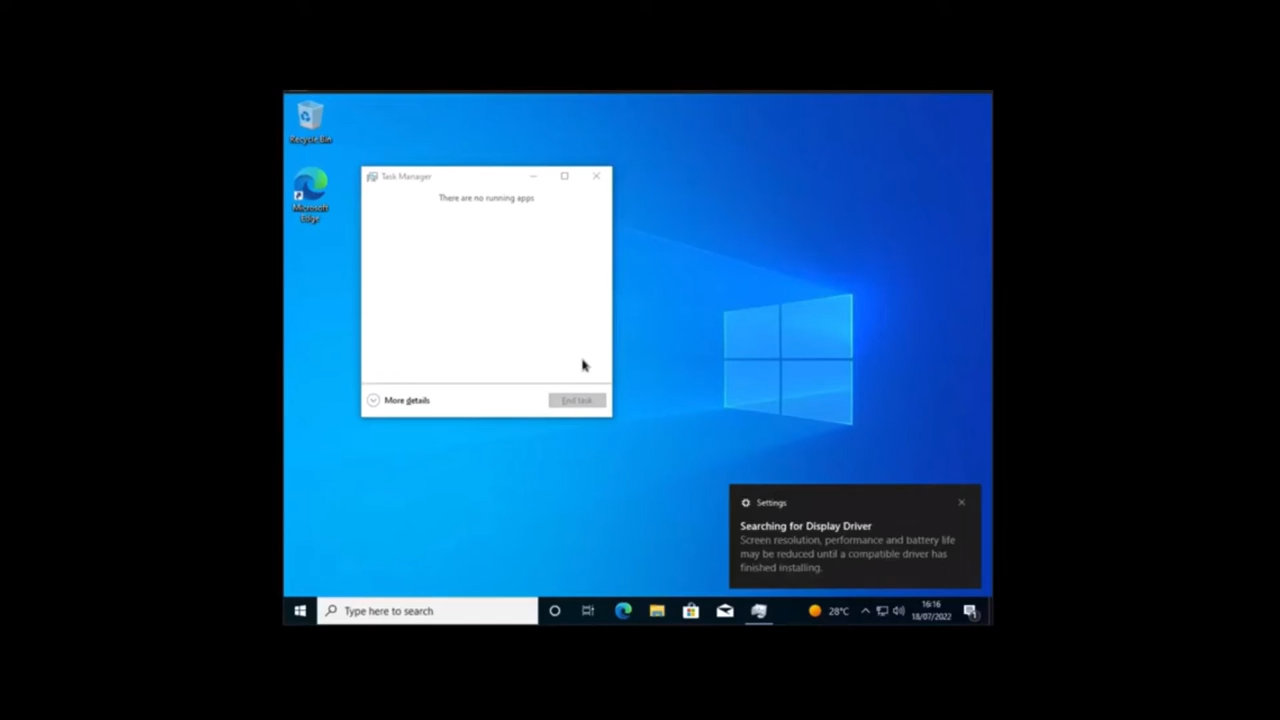 Recycle Bin
Microsoft
Edge
Task Manager
There are no running apps
More details
End task
Settings
Searching for Display Driver
Screen resolution, performance and battery life
may be reduced until a compatible driver has
finished installing.
Type here to search
28°C
16:16
18/07/2022
1